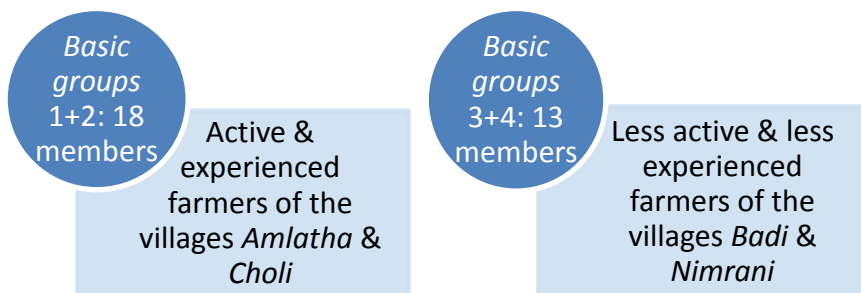 Basic
groups
1+2: 18
members
Active &
experienced
farmers of the
villages Amlatha &
Choli
Basic
groups
3+4: 13
members
Less active & less
experienced
farmers of the
villages Badi &
Nimrani